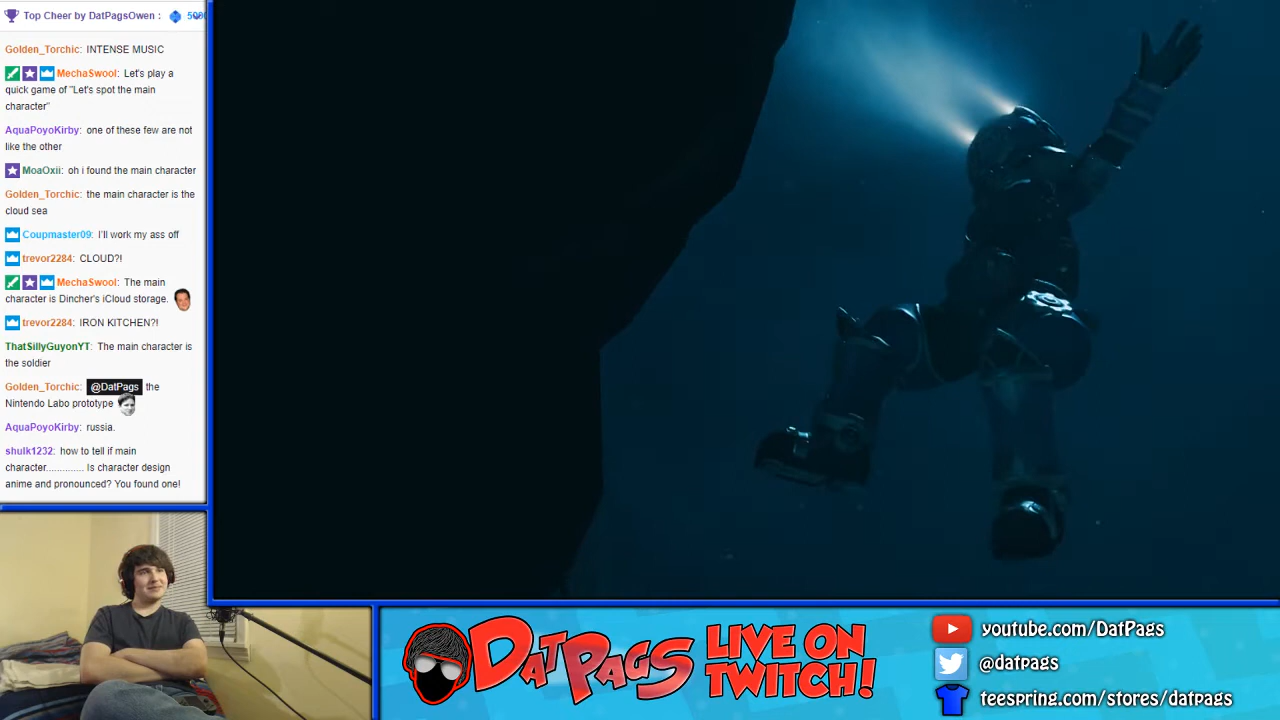 Top Cheer by DatPagsOwen :
Golden_Torchic: INTENSE MUSIC
MechaSwool: Let's play a
quick game of "Let's spot the main
character"
AquaPoyoKirby: one of these few are not
like the other
MoaOxii: oh i found the main character
Golden_Torchic: the main character is the
cloud sea
Coupmaster09: I'll work my ass off
trevor2284: CLOUD?!
MechaSwool: The main
character is Dincher's iCloud storage.
trevor2284: IRON KITCHEN?!
ThatSillyGuyonYT: The main character is
the soldier
Golden_Torchic: @DatPags the
Nintendo Labo prototype
AquaPoyoKirby: russia.
shulk1232: how to tell if main
character.............. Is character design
anime and pronounced? You found one!
DATPAGS LIVE ON
TWITCH!
youtube.com/DatPags
@datpags
teespring.com/stores/datpags